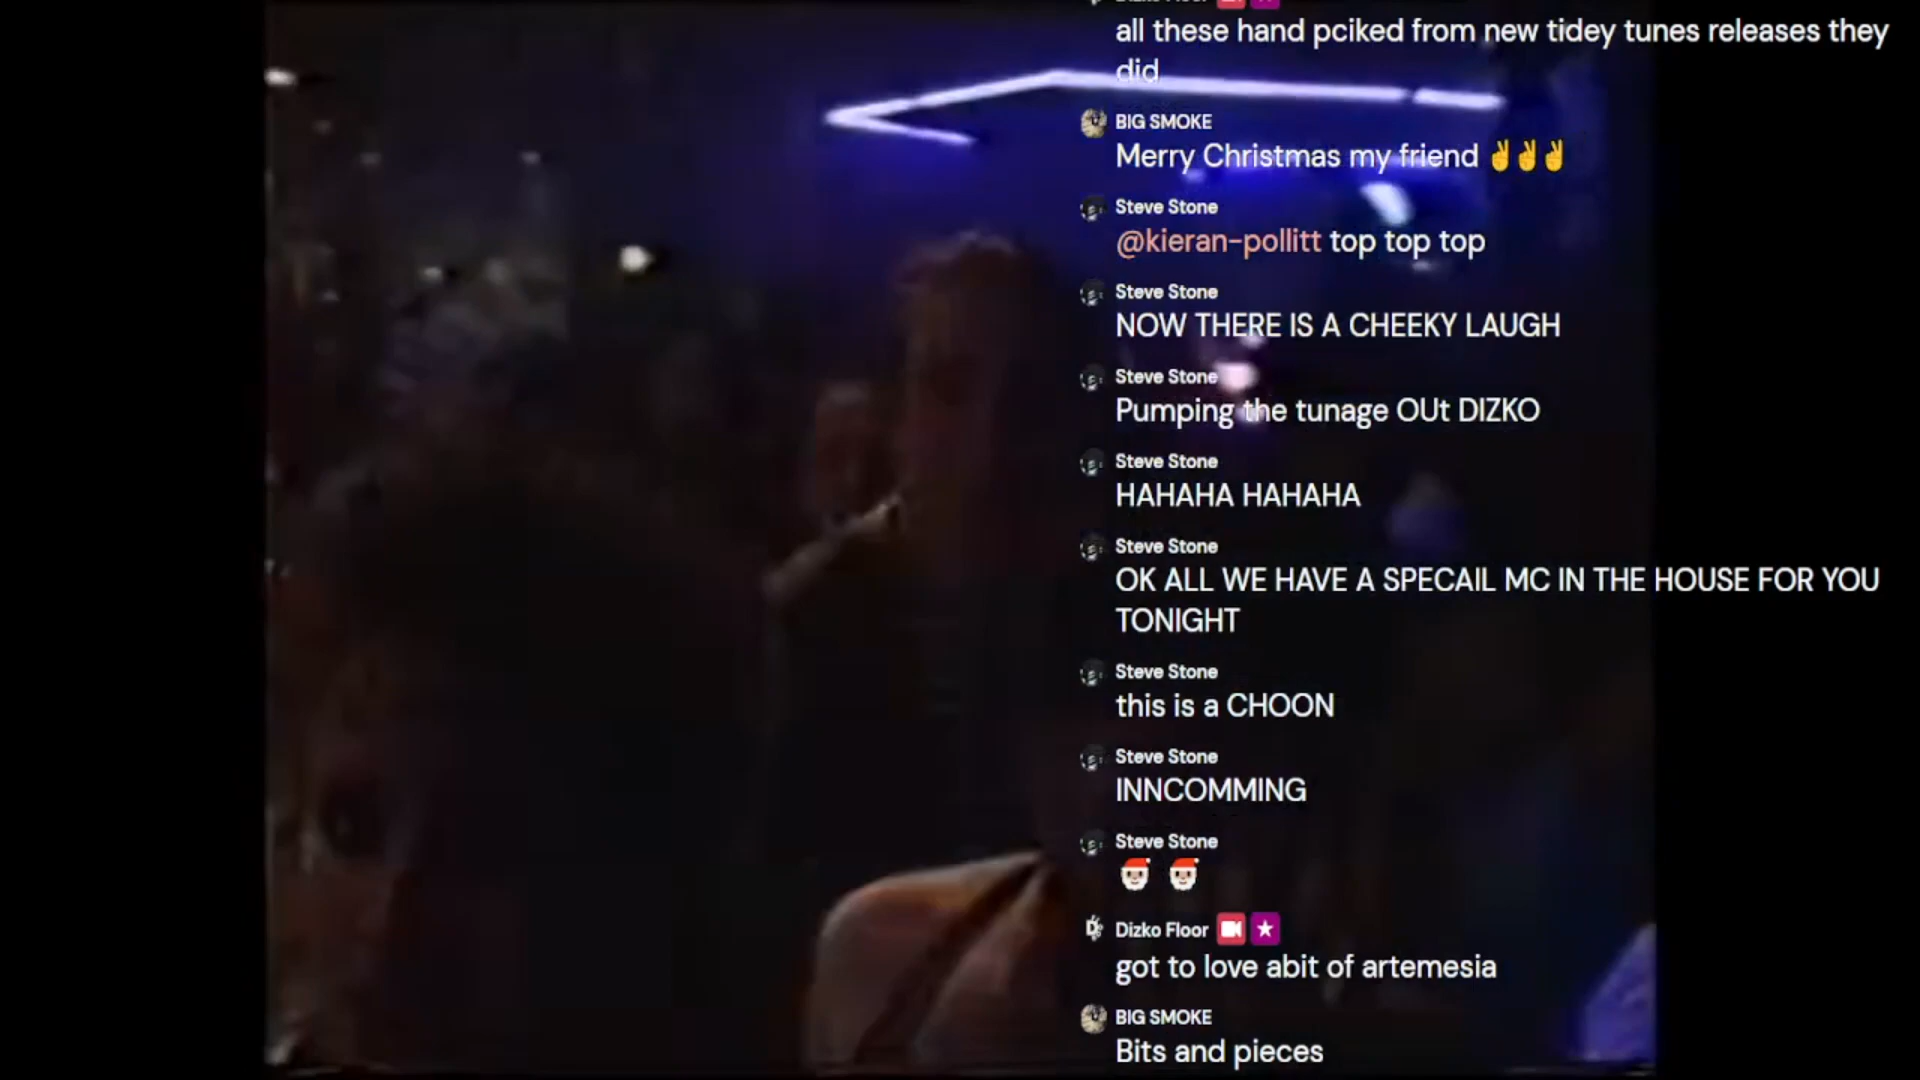 Dizko Floor
all these hand pciked from new tidey tunes releases they
did
BIG SMOKE
Merry Christmas my friend ✌✌✌
Steve Stone
@kieran-pollitt top top top
Steve Stone
NOW THERE IS A CHEEKY LAUGH
Steve Stone
Pumping the tunage OUt DIZKO
Steve Stone
HAHAHA HAHAHA
Steve Stone
OK ALL WE HAVE A SPECAIL MC IN THE HOUSE FOR YOU
TONIGHT
Steve Stone
this is a CHOON
Steve Stone
INNCOMMING
Steve Stone
🎅 🎅
Dizko Floor
got to love abit of artemesia
BIG SMOKE
Bits and pieces